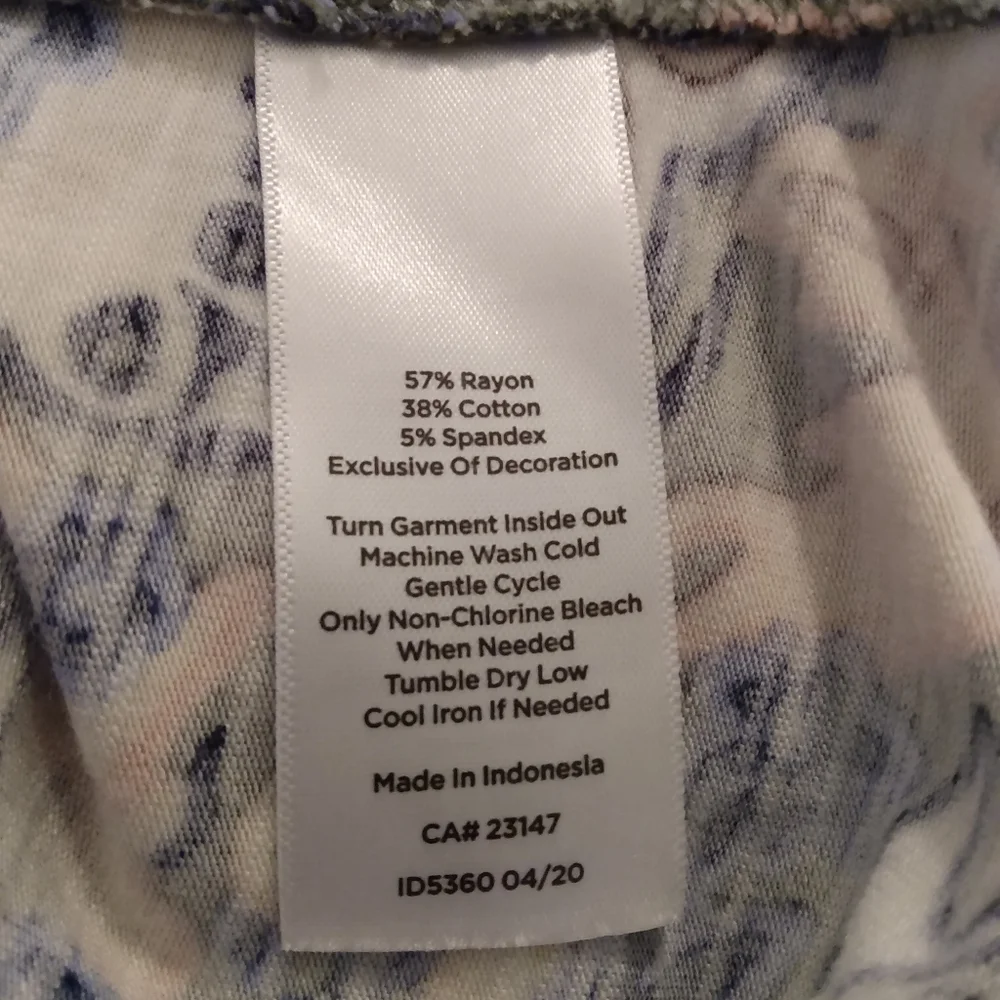 57% Rayon
38% Cotton
5% Spandex
Exclusive Of Decoration
Turn Garment Inside Out
Machine Wash Cold
Gentle Cycle
Only Non-Chlorine Bleach
When Needed
Tumble Dry Low
Cool Iron If Needed
Made In Indonesia
CA# 23147
ID5360 04/20